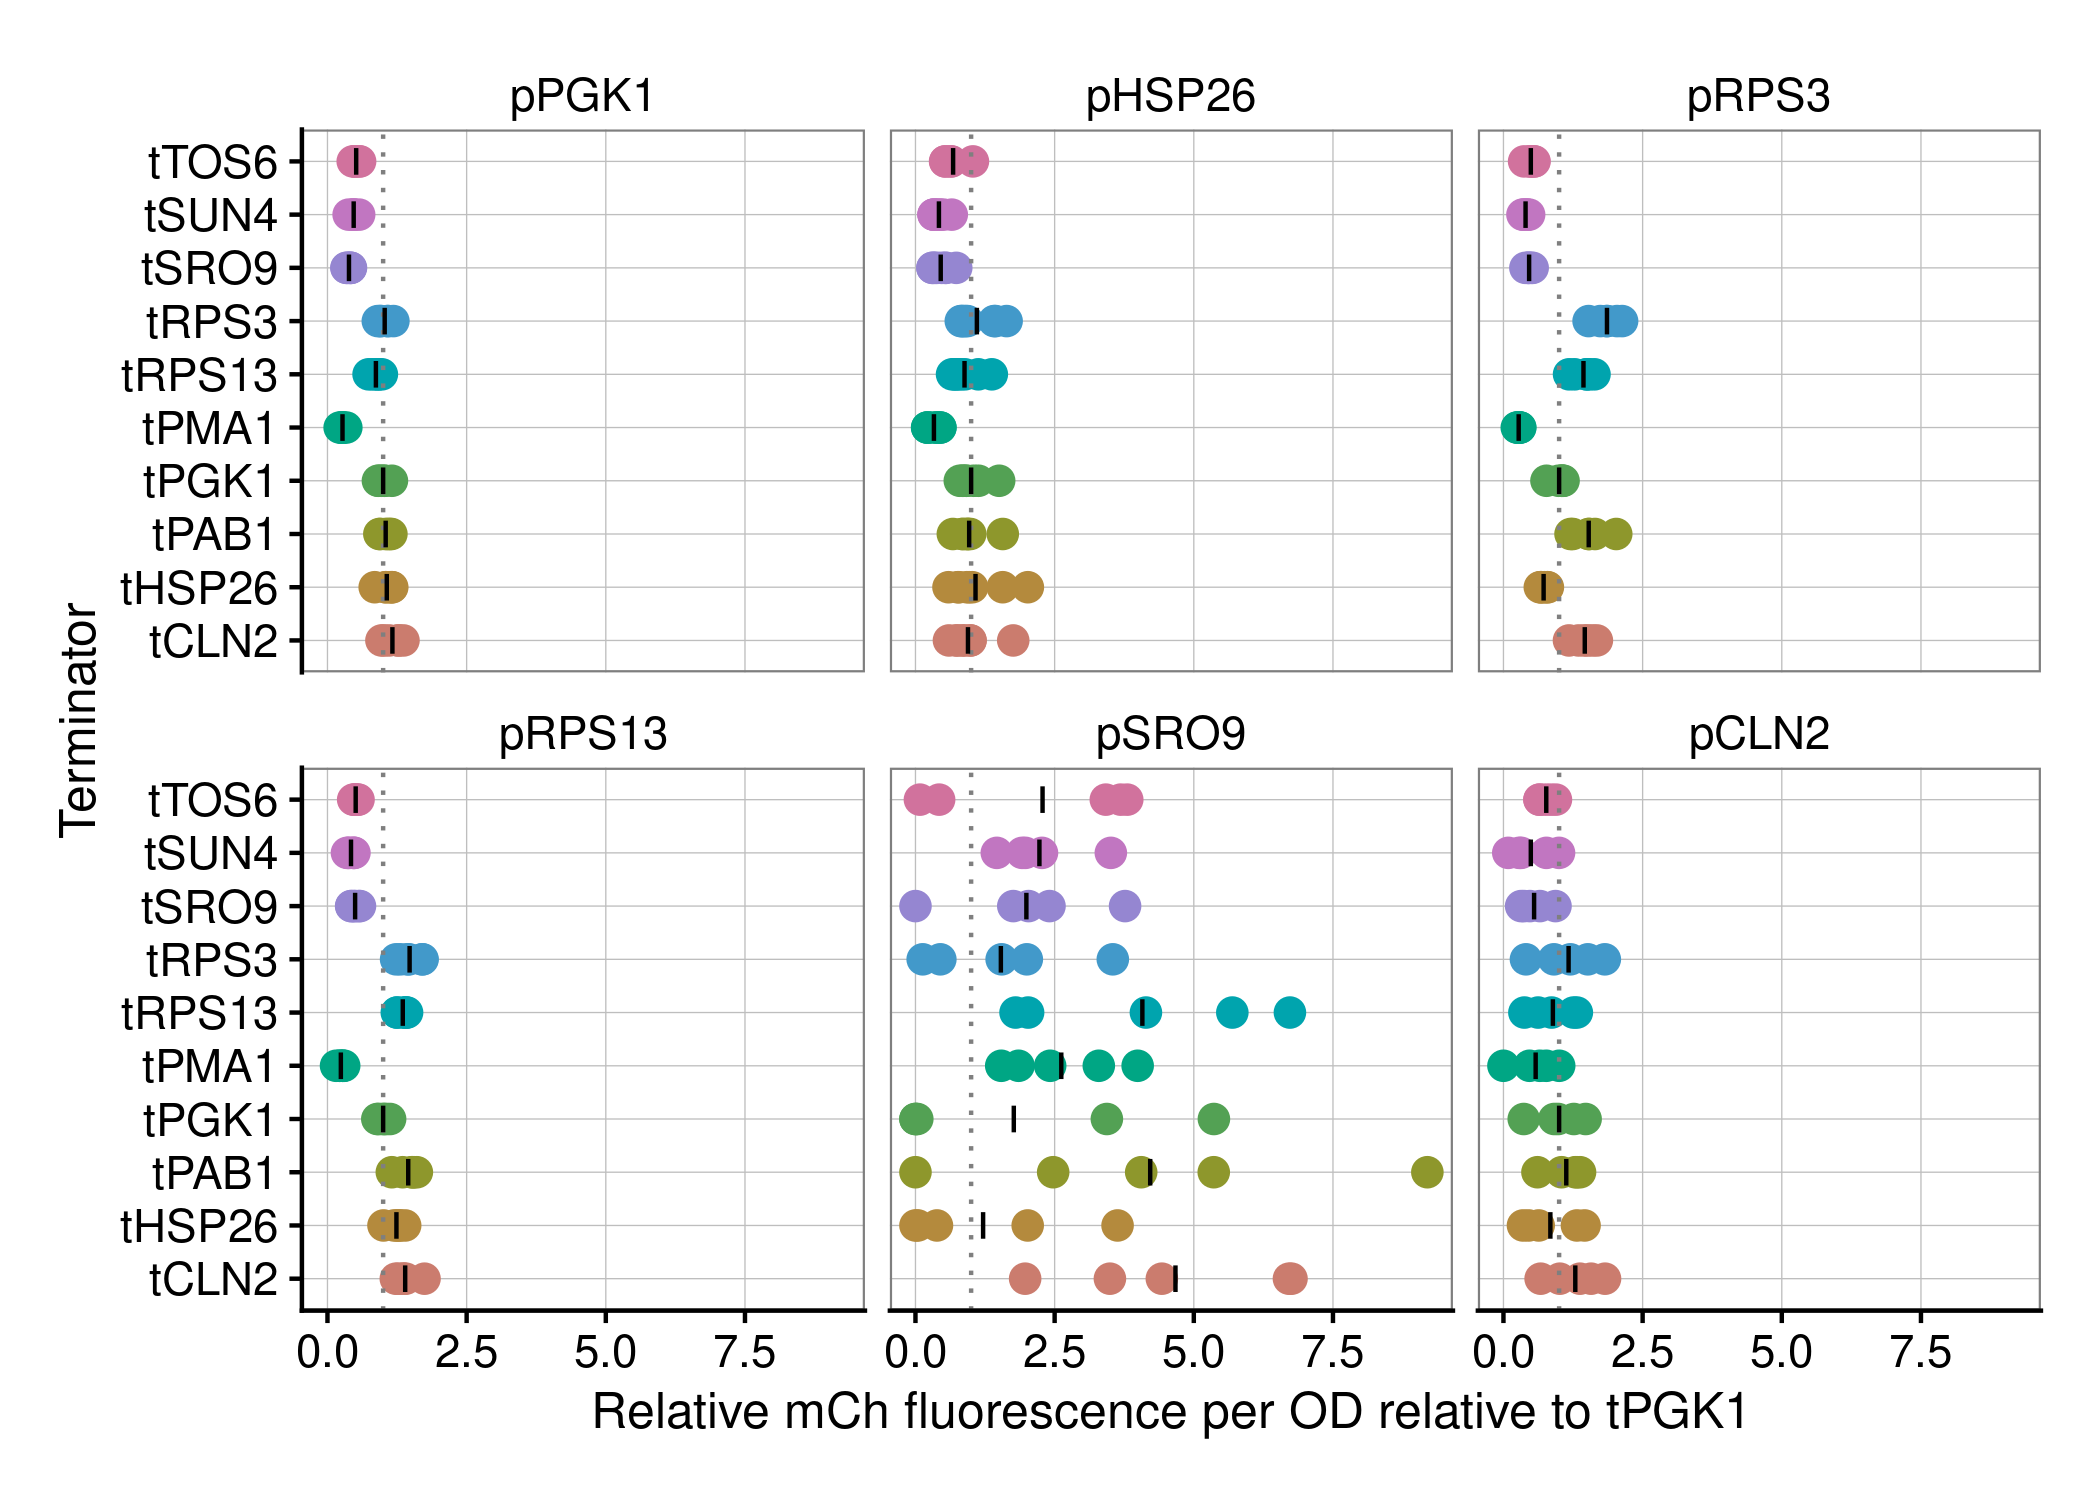 pPGK1 pHSP26 pRPS3
tTOS6
tSUN4
tSRO9
tRPS3
tRPS13
tPMA1
tPGK1
tPAB1
tHSP26
tCLN2
Terminator
pRPS13 pSRO9 pCLN2
tTOS6
tSUN4
tSRO9
tRPS3
tRPS13
tPMA1
tPGK1
tPAB1
tHSP26
tCLN2
0.0 2.5 5.0 7.5 0.0 2.5 5.0 7.5 0.0 2.5 5.0 7.5
Relative mCh fluorescence per OD relative to tPGK1